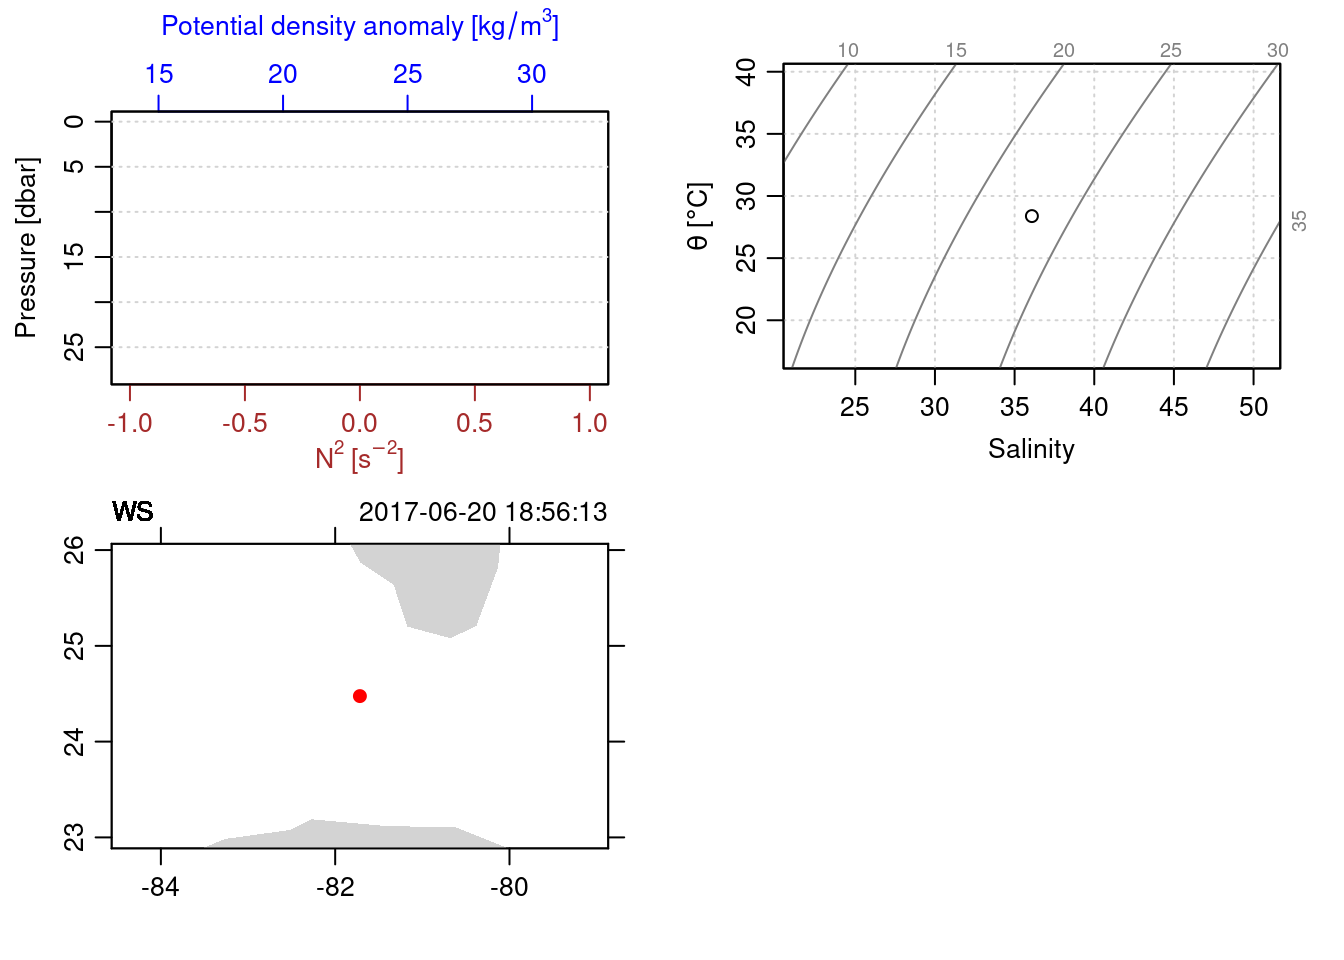 Potential density anomaly [kg/m³]
15 20 25 30
0
5
15
25
Pressure [dbar]
-1.0 -0.5 0.0 0.5 1.0
N² [s⁻²]
10 15 20 25 30
35
40
35
30
25
20
θ [°C]
25 30 35 40 45 50
Salinity
WS 2017-06-20 18:56:13
26
25
24
23
-84 -82 -80